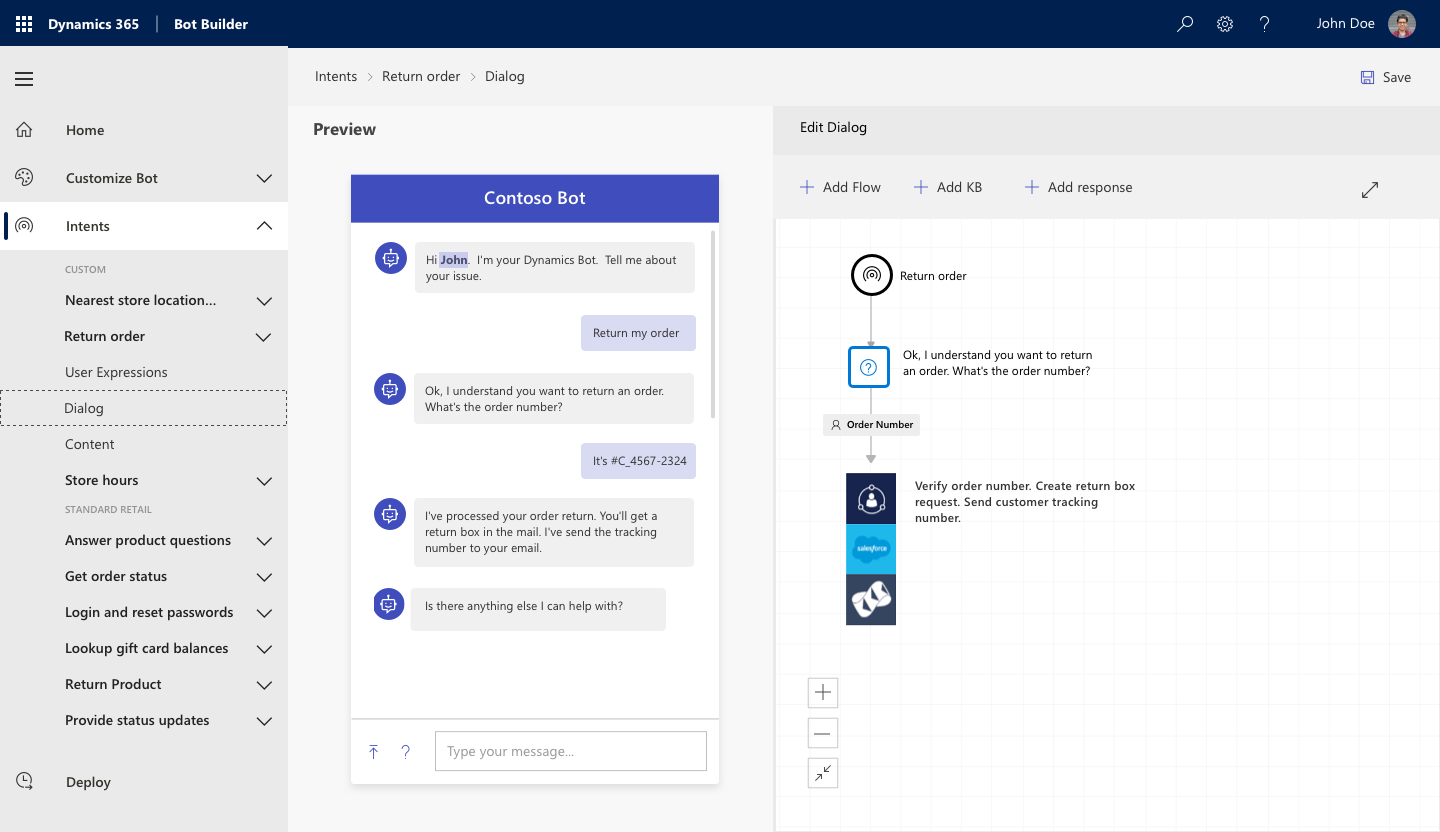 Dynamics 365
Bot Builder
?
John Doe
Home
Customize Bot
Intents
CUSTOM
Nearest store location...
Return order
User Expressions
Dialog
Content
Store hours
STANDARD RETAIL
Answer product questions
Get order status
Login and reset passwords
Lookup gift card balances
Return Product
Provide status updates
Deploy
Intents > Return order > Dialog
Save
Preview
Contoso Bot
Hi John.  I'm your Dynamics Bot.  Tell me about
your issue.
Return my order
Ok, I understand you want to return an order.
What's the order number?
It's #C_4567-2324
I've processed your order return. You'll get a
return box in the mail. I've send the tracking
number to your email.
Is there anything else I can help with?
?
Type your message...
Edit Dialog
Add Flow
Add KB
Add response
Return order
?
Ok, I understand you want to return
an order. What's the order number?
Order Number
Verify order number. Create return box
request. Send customer tracking
number.
salesforce